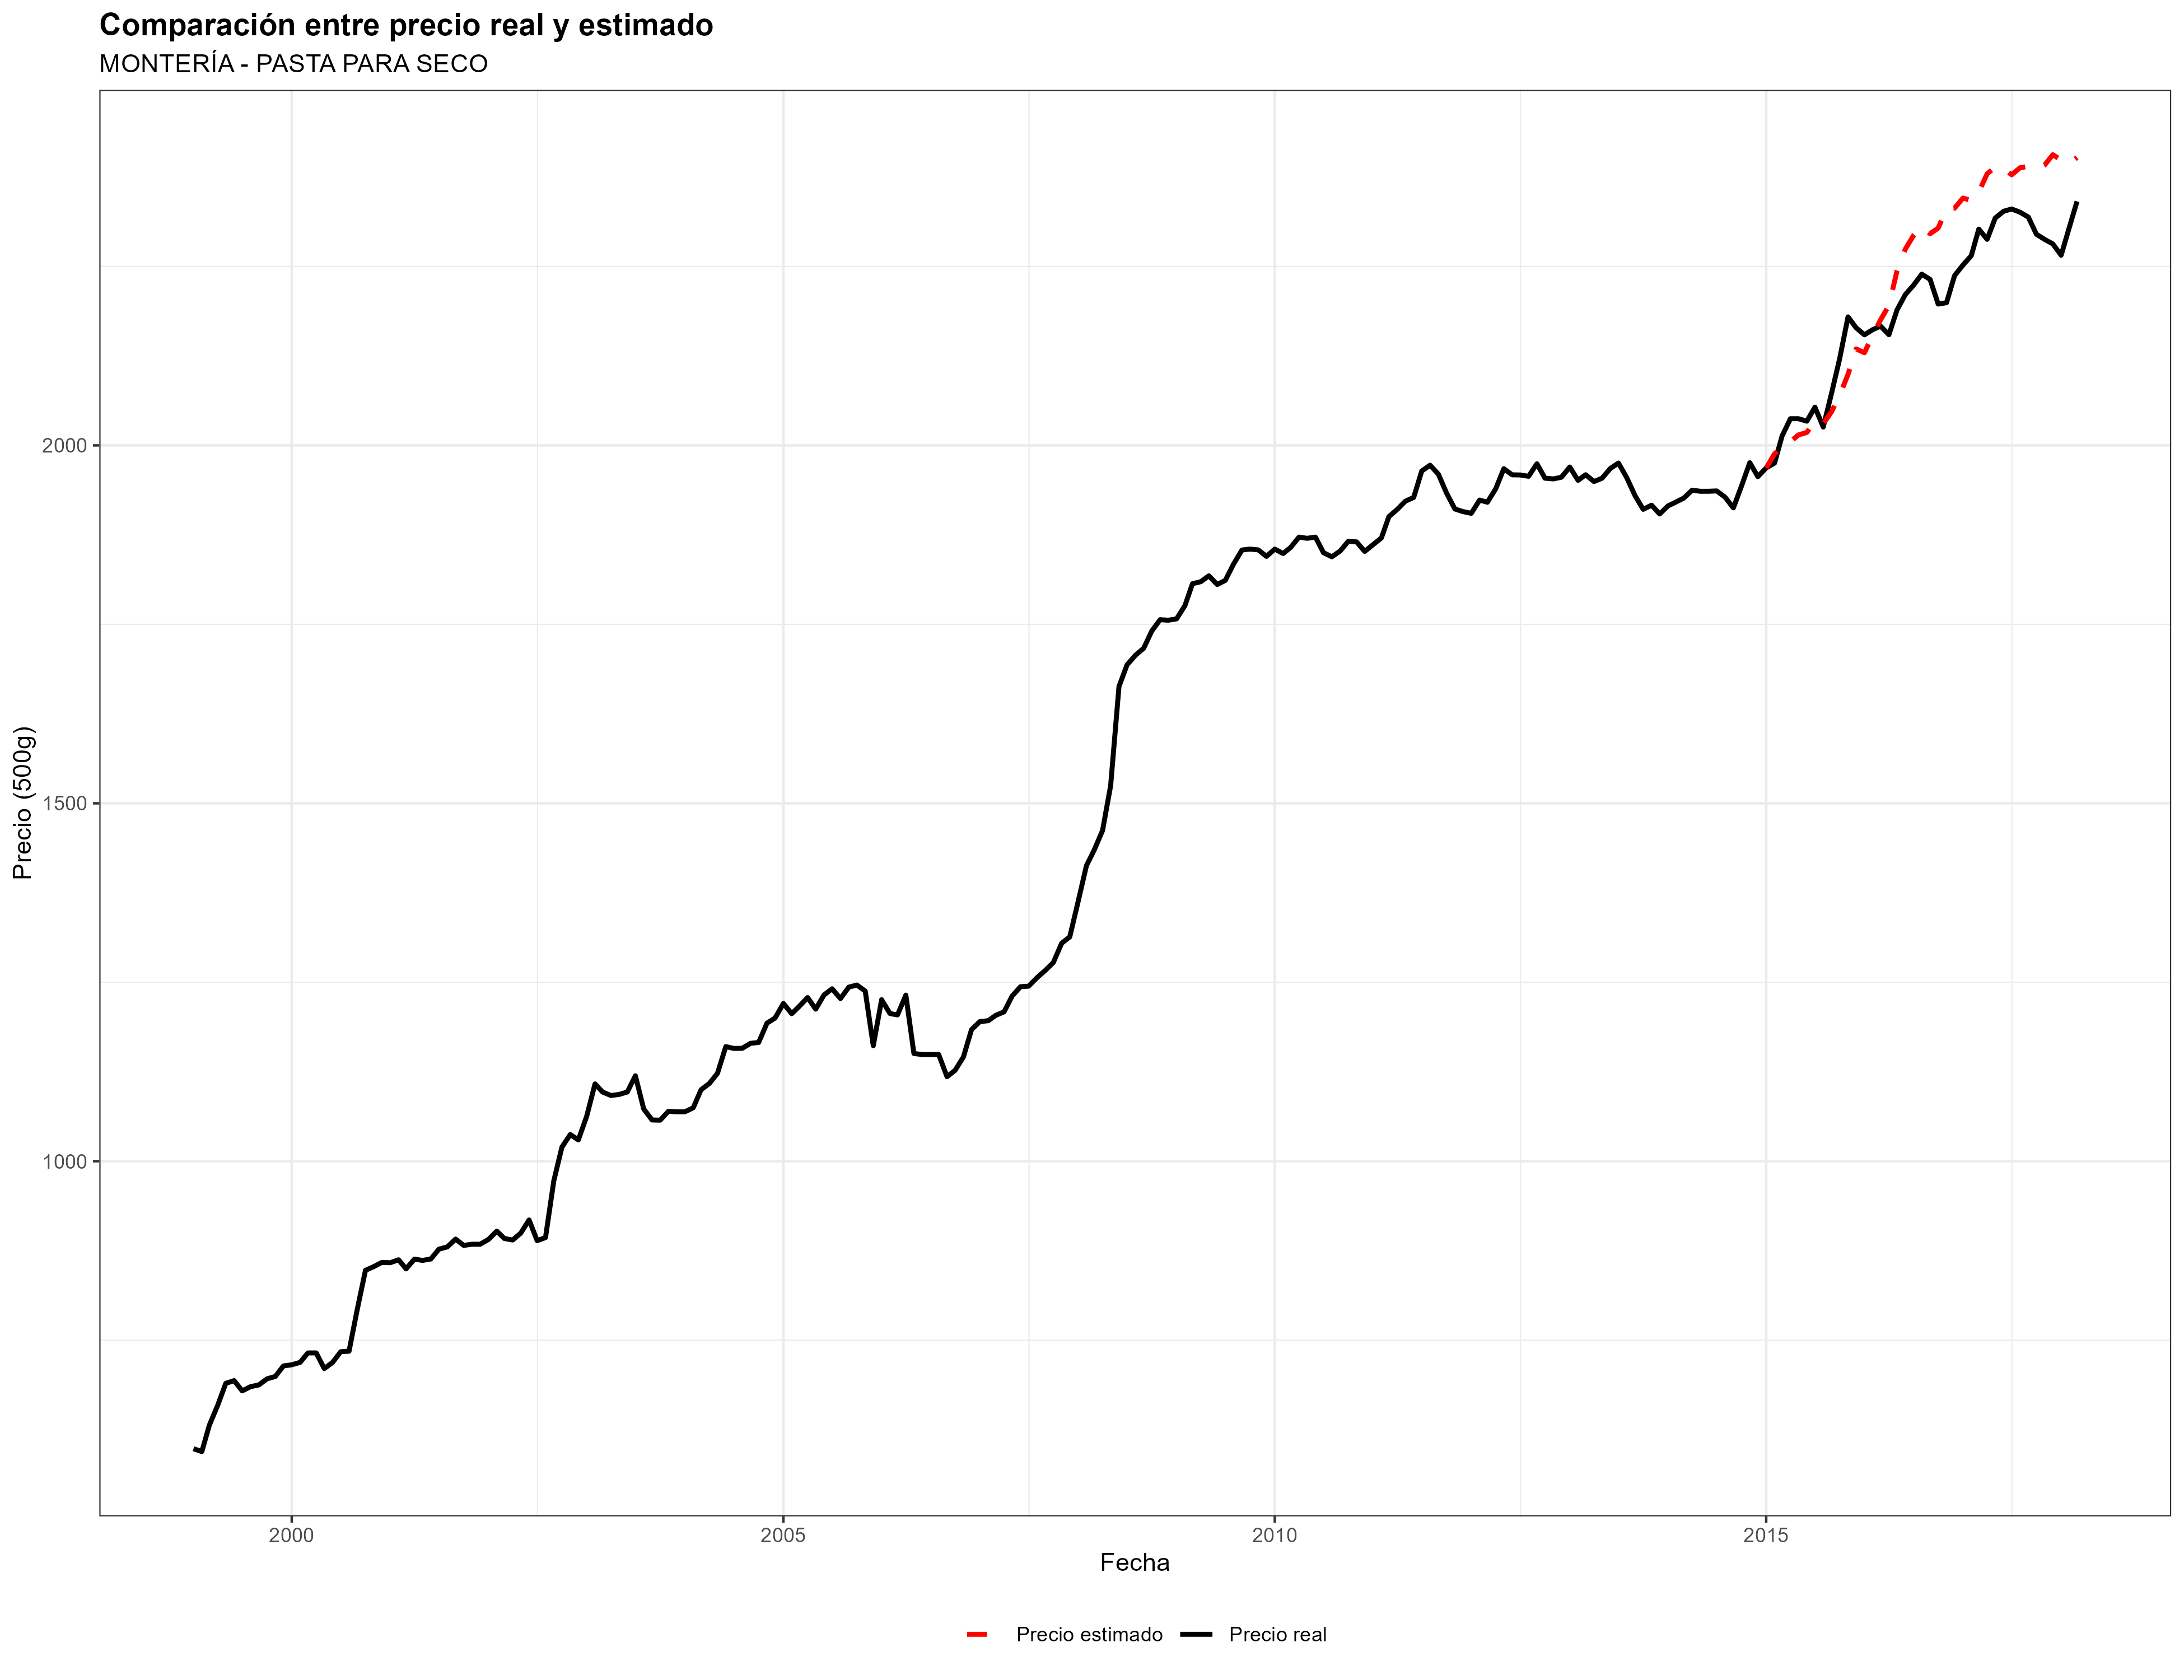 Comparación entre precio real y estimado
MONTERÍA - PASTA PARA SECO
Precio (500g)
2000
1500
1000
2000 2005 2010 2015
Fecha
Precio estimado Precio real